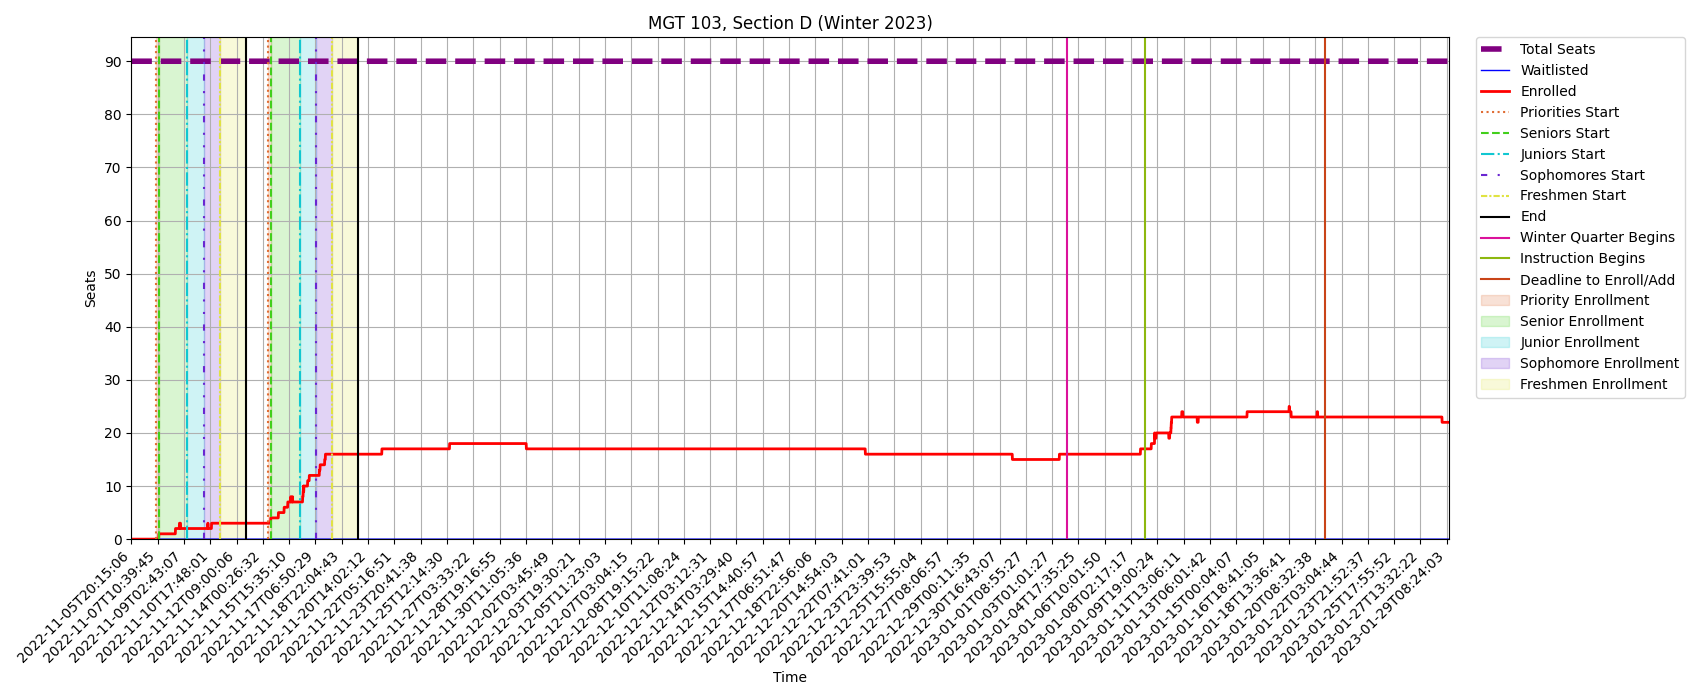 MGT 103, Section D (Winter 2023)
Seats
90
80
70
60
50
40
30
20
10
0
2022-11-05T20:15:06
2022-11-07T10:39:45
2022-11-09T02:43:07
2022-11-10T17:48:01
2022-11-12T09:00:06
2022-11-14T00:26:32
2022-11-15T15:35:10
2022-11-17T06:50:29
2022-11-18T22:04:43
2022-11-20T14:02:12
2022-11-22T05:16:51
2022-11-23T20:41:38
2022-11-25T12:14:30
2022-11-27T03:33:22
2022-11-28T19:16:55
2022-11-30T11:05:36
2022-12-02T03:45:49
2022-12-03T19:30:21
2022-12-05T11:23:03
2022-12-07T03:04:15
2022-12-08T19:15:22
2022-12-10T11:08:24
2022-12-12T03:12:31
2022-12-14T03:29:40
2022-12-15T14:40:57
2022-12-17T06:51:47
2022-12-18T22:56:06
2022-12-20T14:54:03
2022-12-22T07:41:01
2022-12-23T23:39:53
2022-12-25T15:55:04
2022-12-27T08:06:57
2022-12-29T00:11:35
2022-12-30T16:43:07
2023-01-01T08:55:27
2023-01-03T01:01:27
2023-01-04T17:35:25
2023-01-06T10:01:50
2023-01-08T02:17:17
2023-01-09T19:00:24
2023-01-11T13:06:11
2023-01-13T06:01:42
2023-01-15T00:04:07
2023-01-16T18:41:05
2023-01-18T13:36:41
2023-01-20T08:32:38
2023-01-22T03:04:44
2023-01-23T21:52:37
2023-01-25T17:55:52
2023-01-27T13:32:22
2023-01-29T08:24:03
Time
Total Seats
Waitlisted
Enrolled
Priorities Start
Seniors Start
Juniors Start
Sophomores Start
Freshmen Start
End
Winter Quarter Begins
Instruction Begins
Deadline to Enroll/Add
Priority Enrollment
Senior Enrollment
Junior Enrollment
Sophomore Enrollment
Freshmen Enrollment